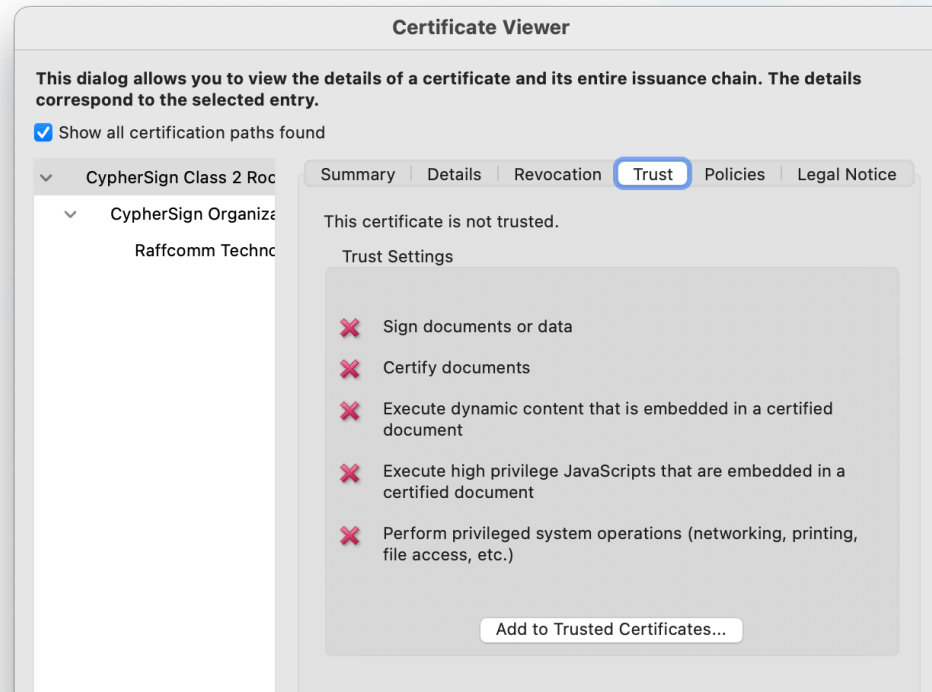 Certificate Viewer
This dialog allows you to view the details of a certificate and its entire issuance chain. The details
correspond to the selected entry.
Show all certification paths found
CypherSign Class 2 Roo
CypherSign Organiza
Raffcomm Techno
Summary
Details
Revocation
Trust
Policies
Legal Notice
This certificate is not trusted.
Trust Settings
Sign documents or data
Certify documents
Execute dynamic content that is embedded in a certified
document
Execute high privilege JavaScripts that are embedded in a
certified document
Perform privileged system operations (networking, printing,
file access, etc.)
Add to Trusted Certificates...